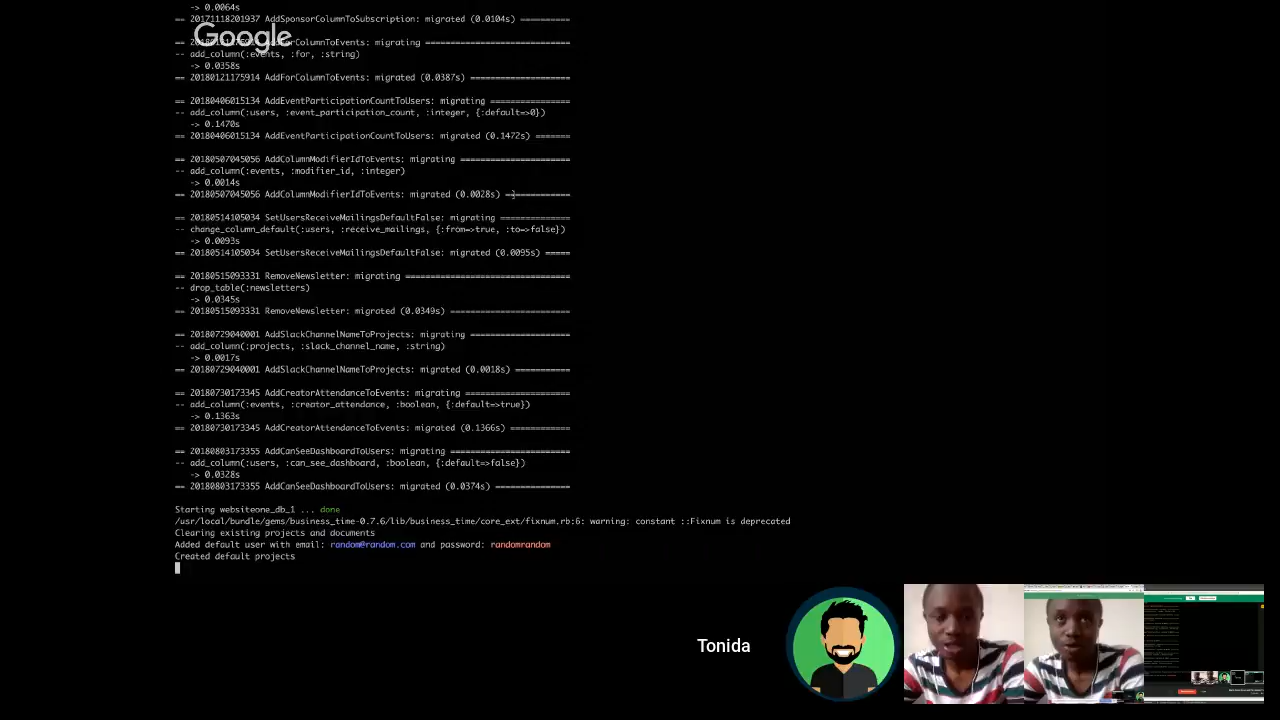 -> 0.0064s
== 20171118201937 AddSponsorColumnToSubscription: migrated (0.0104s) ==========
Google
ColumnToEvents: migrating =============================
-- add_column(:events, :for, :string)
-> 0.0358s
== 20180121175914 AddForColumnToEvents: migrated (0.0387s) ====================
== 20180406015134 AddEventParticipationCountToUsers: migrating ================
-- add_column(:users, :event_participation_count, :integer, {:default=>0})
-> 0.1470s
== 20180406015134 AddEventParticipationCountToUsers: migrated (0.1472s) =======
== 20180507045056 AddColumnModifierIdToEvents: migrating ======================
-- add_column(:events, :modifier_id, :integer)
-> 0.0014s
== 20180507045056 AddColumnModifierIdToEvents: migrated (0.0028s) =============
== 20180514105034 SetUsersReceiveMailingsDefaultFalse: migrating ==============
-- change_column_default(:users, :receive_mailings, {:from=>true, :to=>false})
-> 0.0093s
== 20180514105034 SetUsersReceiveMailingsDefaultFalse: migrated (0.0095s) =====
== 20180515093331 RemoveNewsletter: migrating =================================
-- drop_table(:newsletters)
-> 0.0345s
== 20180515093331 RemoveNewsletter: migrated (0.0349s) ========================
== 20180729040001 AddSlackChannelNameToProjects: migrating ====================
-- add_column(:projects, :slack_channel_name, :string)
-> 0.0017s
== 20180729040001 AddSlackChannelNameToProjects: migrated (0.0018s) ===========
== 20180730173345 AddCreatorAttendanceToEvents: migrating =====================
-- add_column(:events, :creator_attendance, :boolean, {:default=>true})
-> 0.1363s
== 20180730173345 AddCreatorAttendanceToEvents: migrated (0.1366s) ============
== 20180803173355 AddCanSeeDashboardToUsers: migrating ========================
-- add_column(:users, :can_see_dashboard, :boolean, {:default=>false})
-> 0.0328s
== 20180803173355 AddCanSeeDashboardToUsers: migrated (0.0374s) ===============
Starting websiteone_db_1 ... done
/usr/local/bundle/gems/business_time-0.7.6/lib/business_time/core_ext/fixnum.rb:6: warning: constant ::Fixnum is deprecated
Clearing existing projects and documents
Added default user with email: random@random.com and password: randomrandom
Created default projects